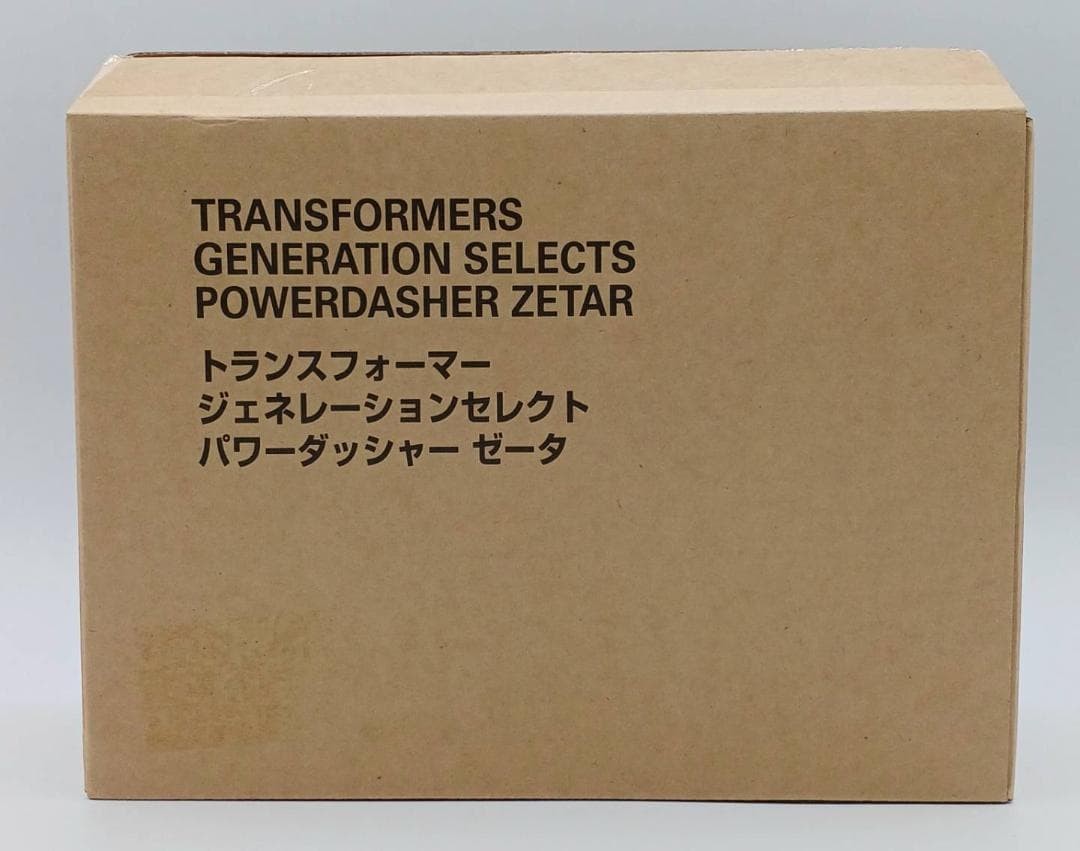 TRANSFORMERS
GENERATION SELECTS
POWERDASHER ZETAR
トランスフォーマー
ジェネレーションセレクト
パワーダッシャー ゼータ